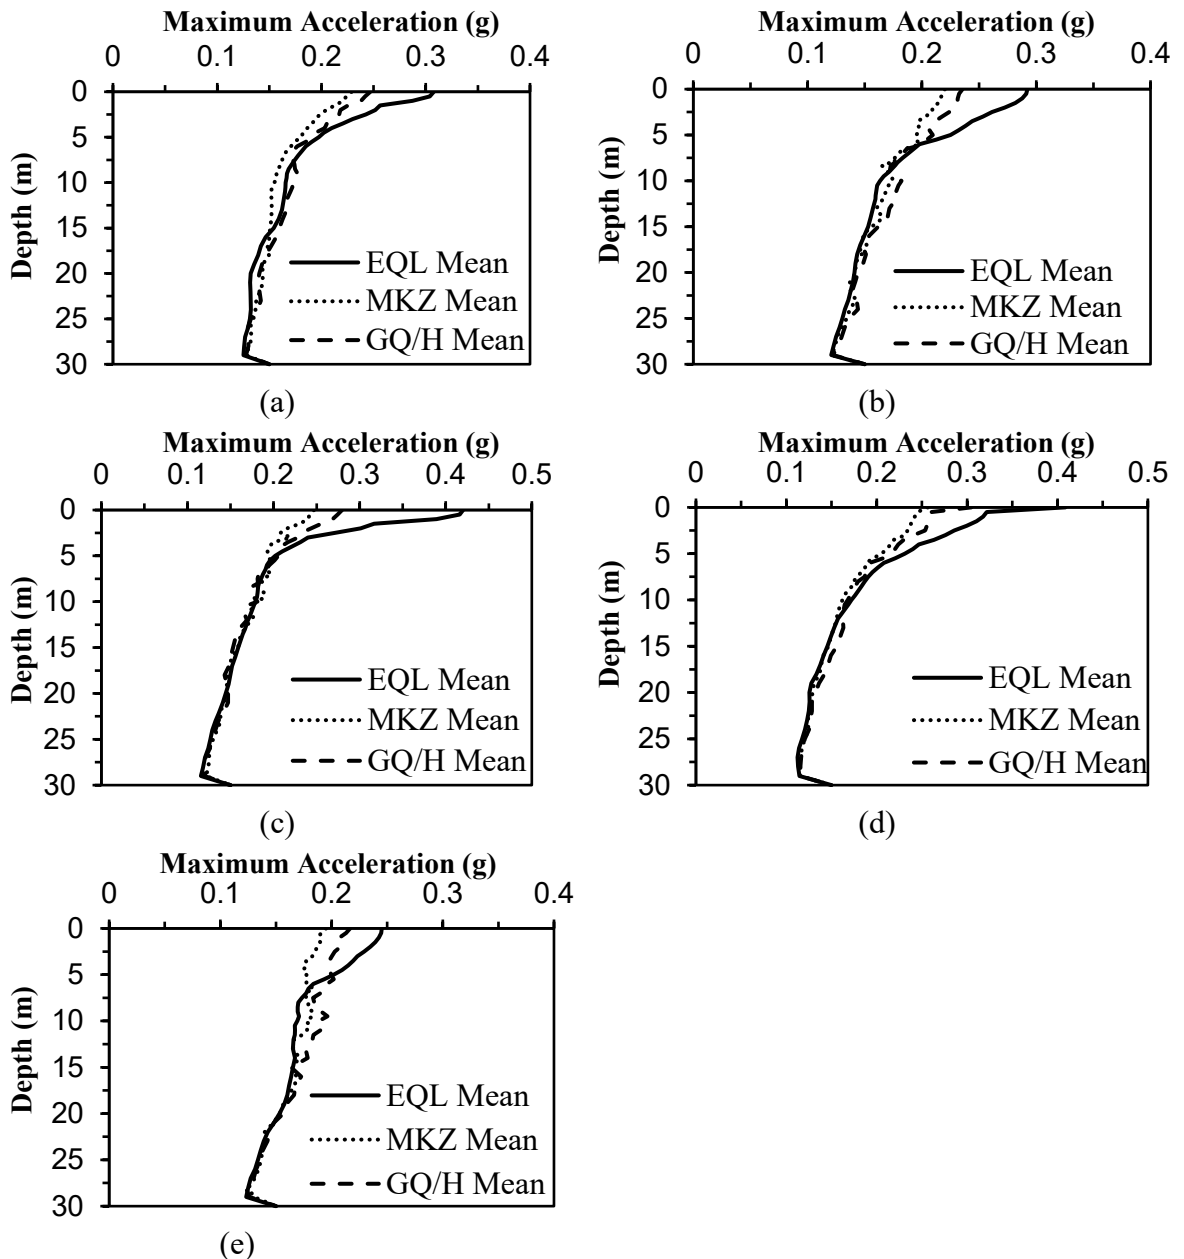 Maximum Acceleration (g)
0 0.1 0.2 0.3 0.4
0
5
10
15
20
25
30
Depth (m)
EQL Mean
MKZ Mean
GQ/H Mean
(a)
Maximum Acceleration (g)
0 0.1 0.2 0.3 0.4
0
5
10
15
20
25
30
Depth (m)
EQL Mean
MKZ Mean
GQ/H Mean
(b)
Maximum Acceleration (g)
0 0.1 0.2 0.3 0.4 0.5
0
5
10
15
20
25
30
Depth (m)
EQL Mean
MKZ Mean
GQ/H Mean
(c)
Maximum Acceleration (g)
0 0.1 0.2 0.3 0.4 0.5
0
5
10
15
20
25
30
Depth (m)
EQL Mean
MKZ Mean
GQ/H Mean
(d)
Maximum Acceleration (g)
0 0.1 0.2 0.3 0.4
0
5
10
15
20
25
30
Depth (m)
EQL Mean
MKZ Mean
GQ/H Mean
(e)